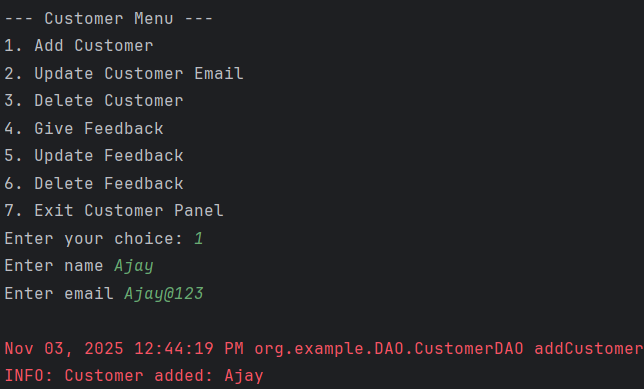 --- Customer Menu ---
1. Add Customer
2. Update Customer Email
3. Delete Customer
4. Give Feedback
5. Update Feedback
6. Delete Feedback
7. Exit Customer Panel
Enter your choice: 1
Enter name Ajay
Enter email Ajay@123
Nov 03, 2025 12:44:19 PM org.example.DAO.CustomerDAO addCustomer
INFO: Customer added: Ajay